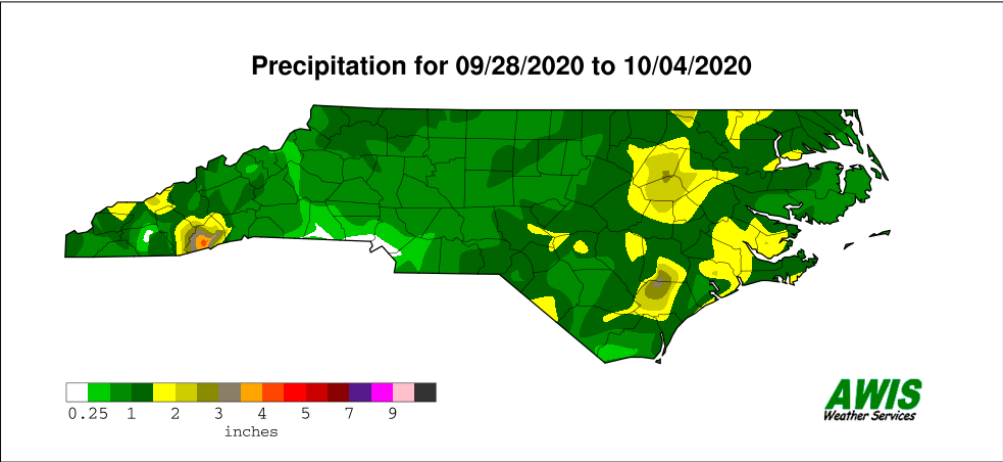 Precipitation for 09/28/2020 to 10/04/2020
0.25 1 2 3 4 5 7 9
inches
AWIS
Weather Services